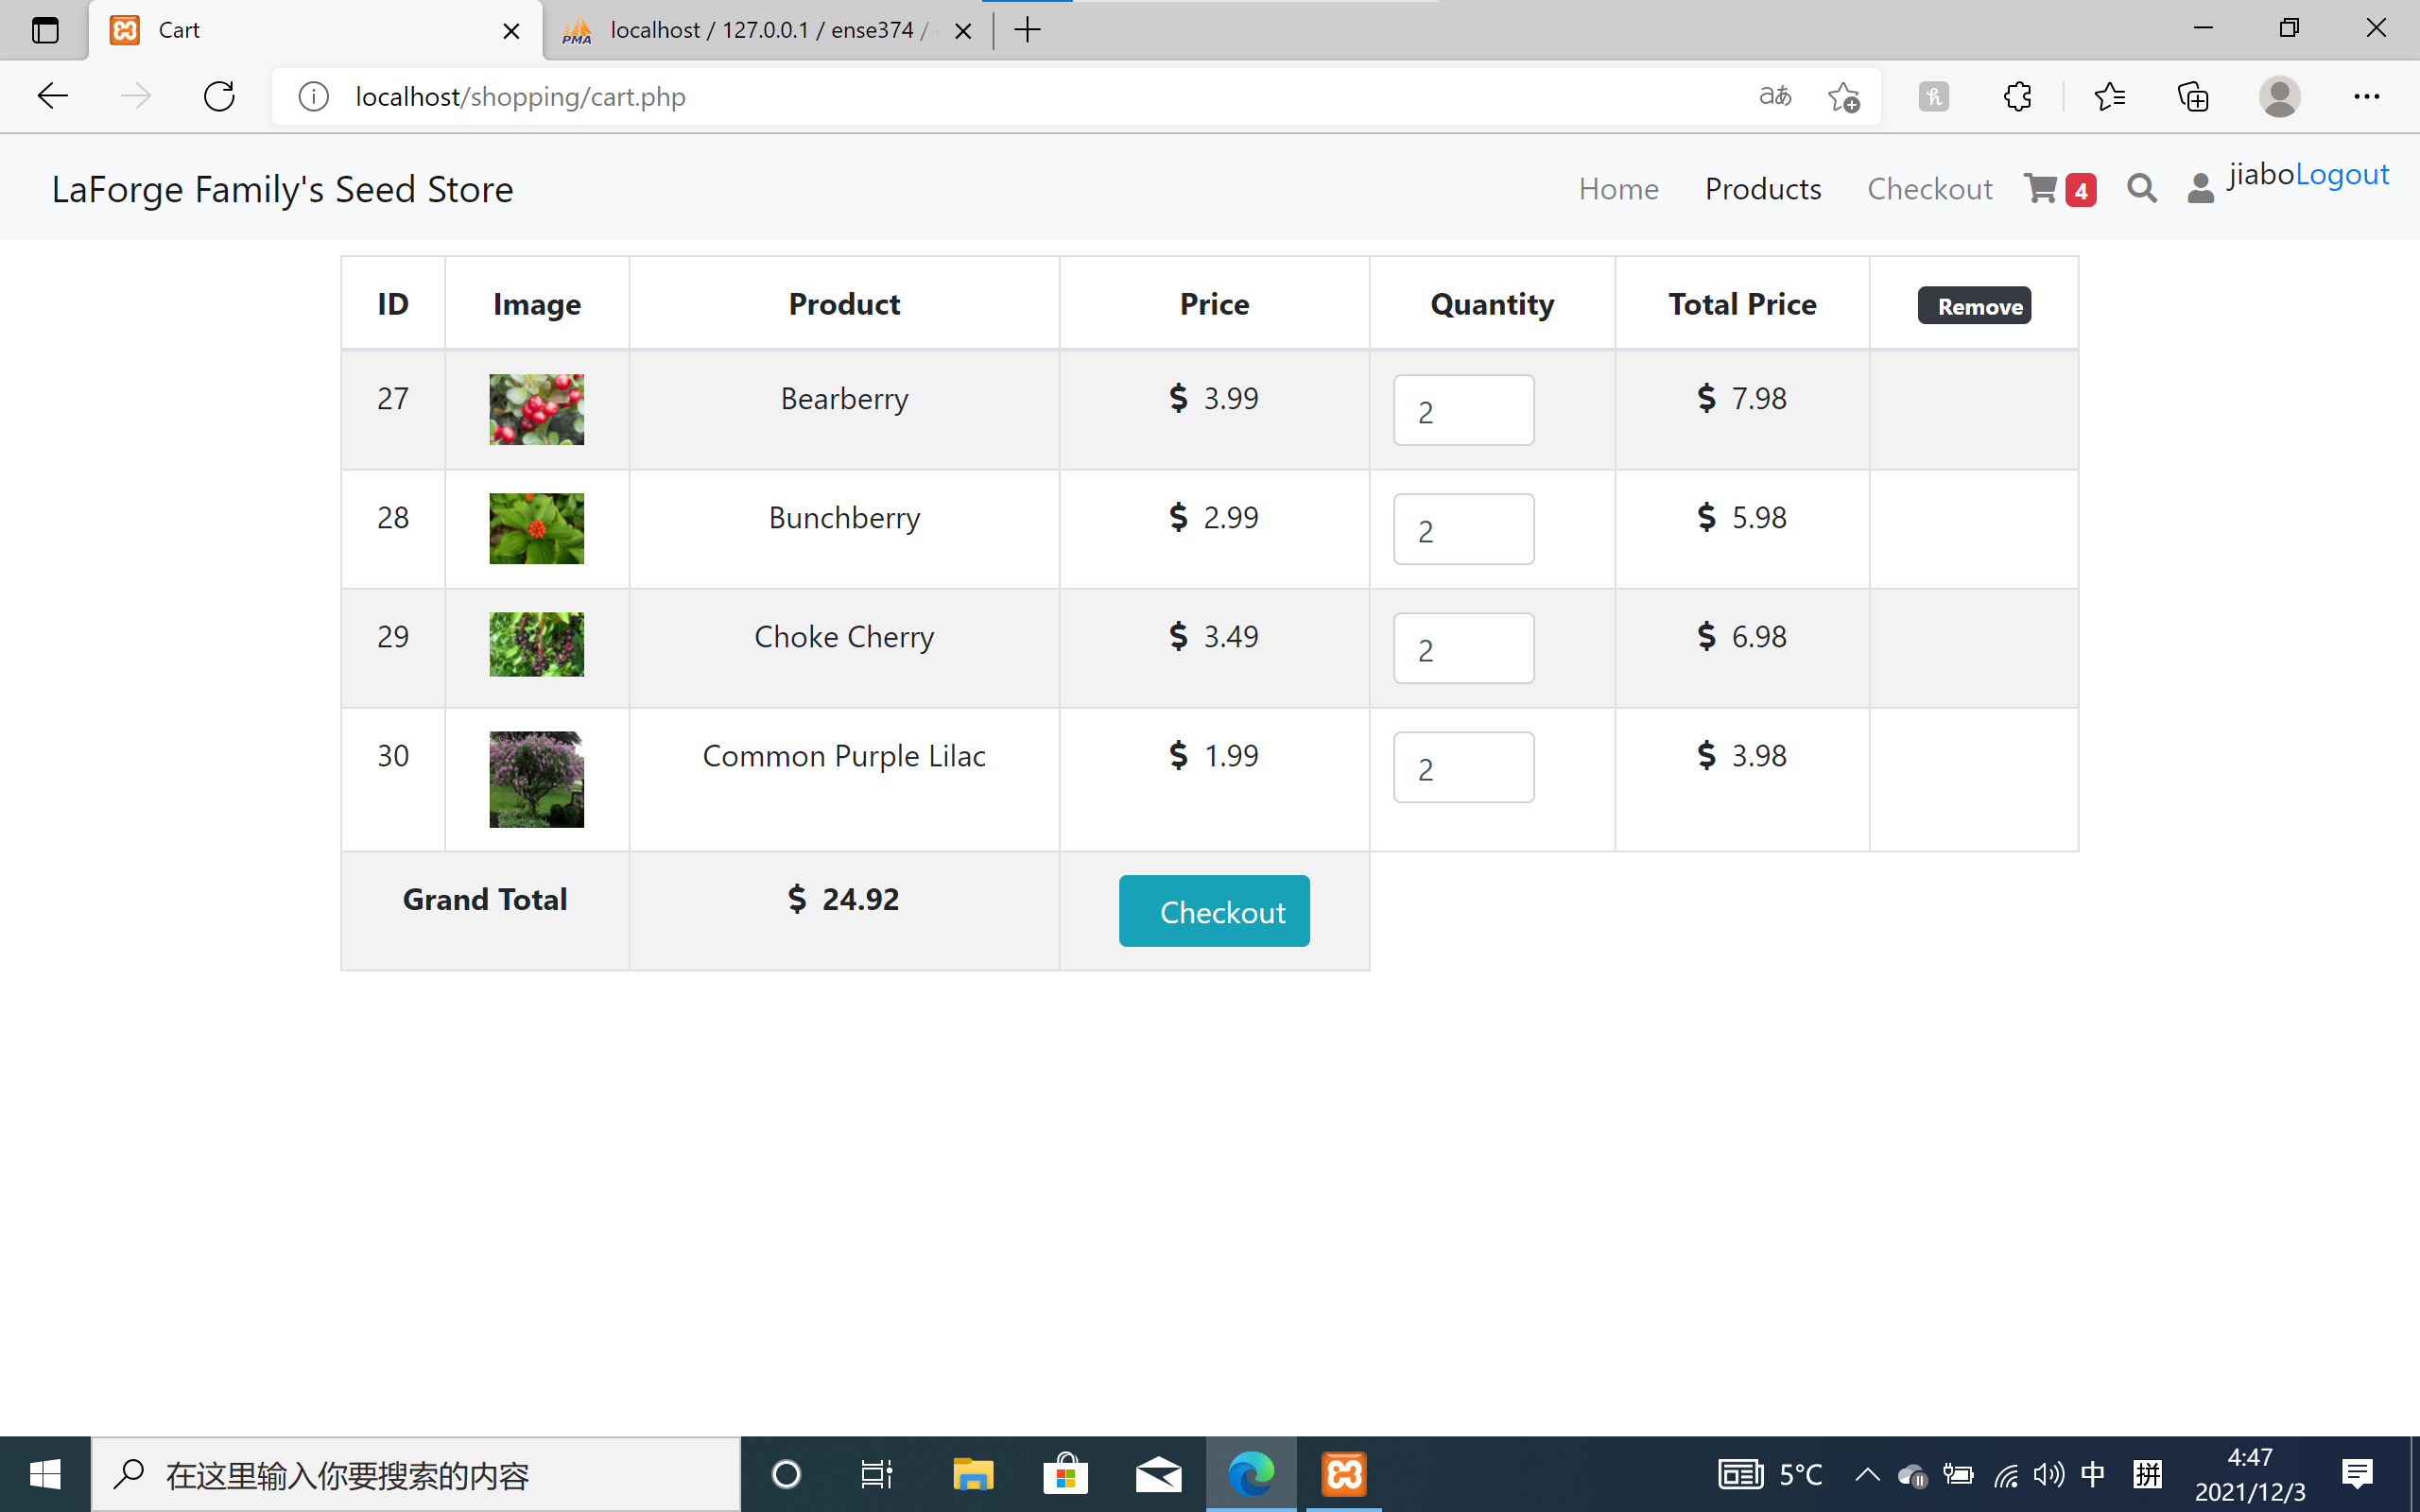 Cart
localhost / 127.0.0.1 / ense374 /
localhost/shopping/cart.php
aあ
LaForge Family's Seed Store
Home Products Checkout 4 jiaboLogout
ID Image Product Price Quantity Total Price Remove
27 Bearberry $ 3.99 2 $ 7.98
28 Bunchberry $ 2.99 2 $ 5.98
29 Choke Cherry $ 3.49 2 $ 6.98
30 Common Purple Lilac $ 1.99 2 $ 3.98
Grand Total $ 24.92 Checkout
在这里输入你要搜索的内容
5°C 中 拼
4:47
2021/12/3
PMA